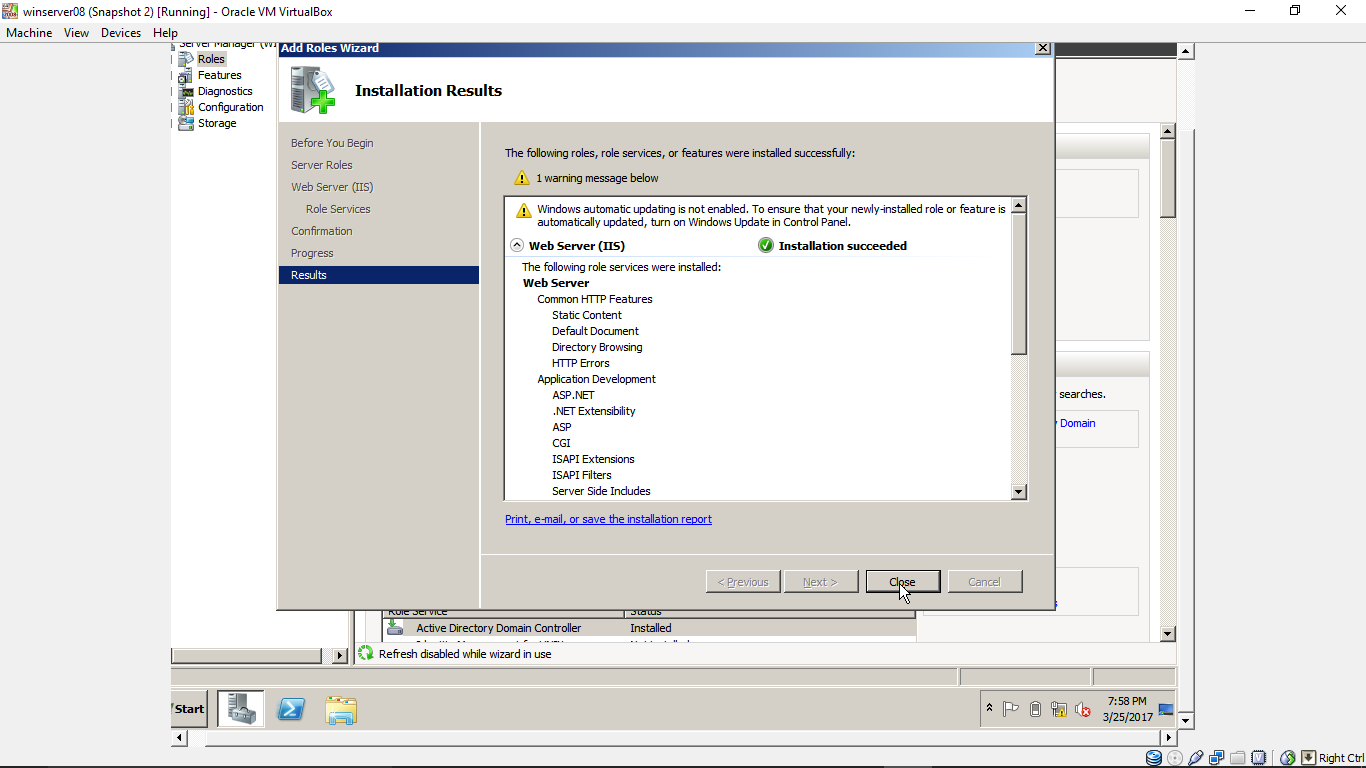 winserver08 (Snapshot 2) [Running] - Oracle VM VirtualBox
Machine View Devices Help
Server Manager (WI
Roles
Features
Diagnostics
Configuration
Storage
Add Roles Wizard
Installation Results
Before You Begin
Server Roles
Web Server (IIS)
Role Services
Confirmation
Progress
Results
The following roles, role services, or features were installed successfully:
1 warning message below
Windows automatic updating is not enabled. To ensure that your newly-installed role or feature is
automatically updated, turn on Windows Update in Control Panel.
Web Server (IIS) Installation succeeded
The following role services were installed:
Web Server
Common HTTP Features
Static Content
Default Document
Directory Browsing
HTTP Errors
Application Development
ASP.NET
.NET Extensibility
ASP
CGI
ISAPI Extensions
ISAPI Filters
Server Side Includes
Print, e-mail, or save the installation report
< Previous Next > Close Cancel
searches.
Domain
Role Service Status
Active Directory Domain Controller Installed
Refresh disabled while wizard in use
Start
7:58 PM
3/25/2017
Right Ctrl